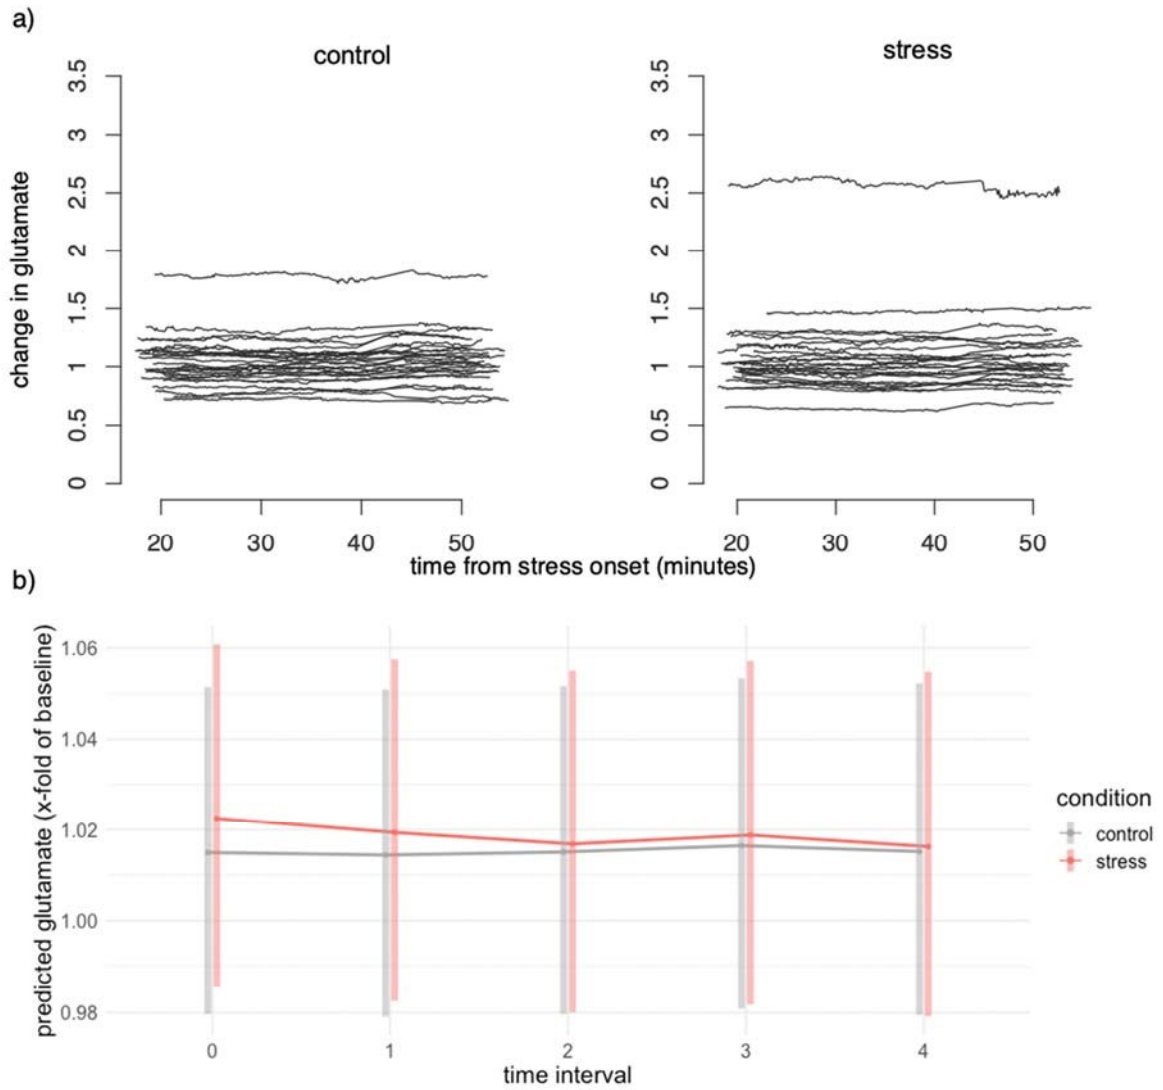 a)
control
stress
change in glutamate
3.5
3
2.5
2
1.5
1
0.5
0
3.5
3
2.5
2
1.5
1
0.5
0
20 30 40 50
20 30 40 50
time from stress onset (minutes)
b)
predicted glutamate (x-fold of baseline)
1.06
1.04
1.02
1.00
0.98
0 1 2 3 4
time interval
condition
control
stress